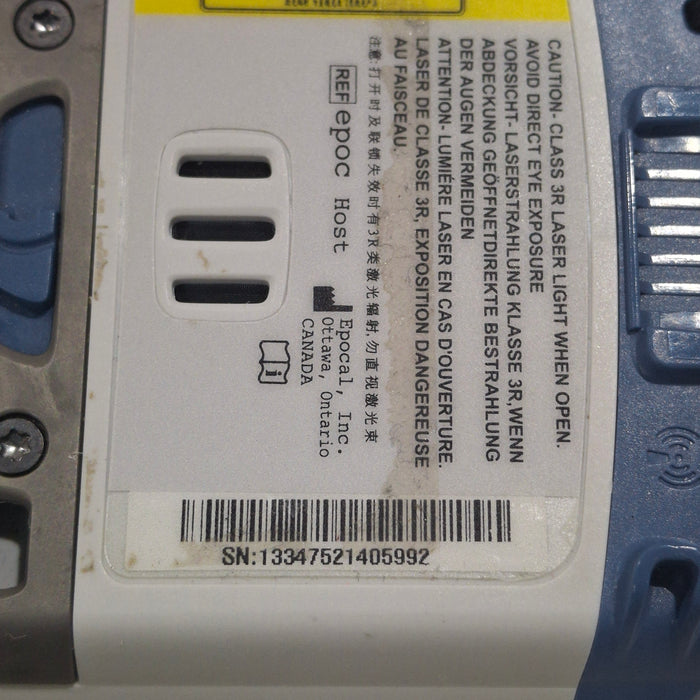 CAUTION- CLASS 3R LASER LIGHT WHEN OPEN.
AVOID DIRECT EYE EXPOSURE
VORSICHT- LASERSTRAHLUNG KLASSE 3R,WENN
ABDECKUNG GEÖFFNETDIREKTE BESTRAHLUNG
DER AUGEN VERMEIDEN
ATTENTION- LUMIÉRE LASER EN CAS D'OUVERTURE.
LASER DE CLASSE 3R, EXPOSITION DANGEREUSE
AU FAISCEAU.
注意.打开时及联锁失效时有3R类激光辐射.勿直视激光束
REF epoc Host
Epocal, Inc.
Ottawa, Ontario
CANADA
i
SN:13347521405992